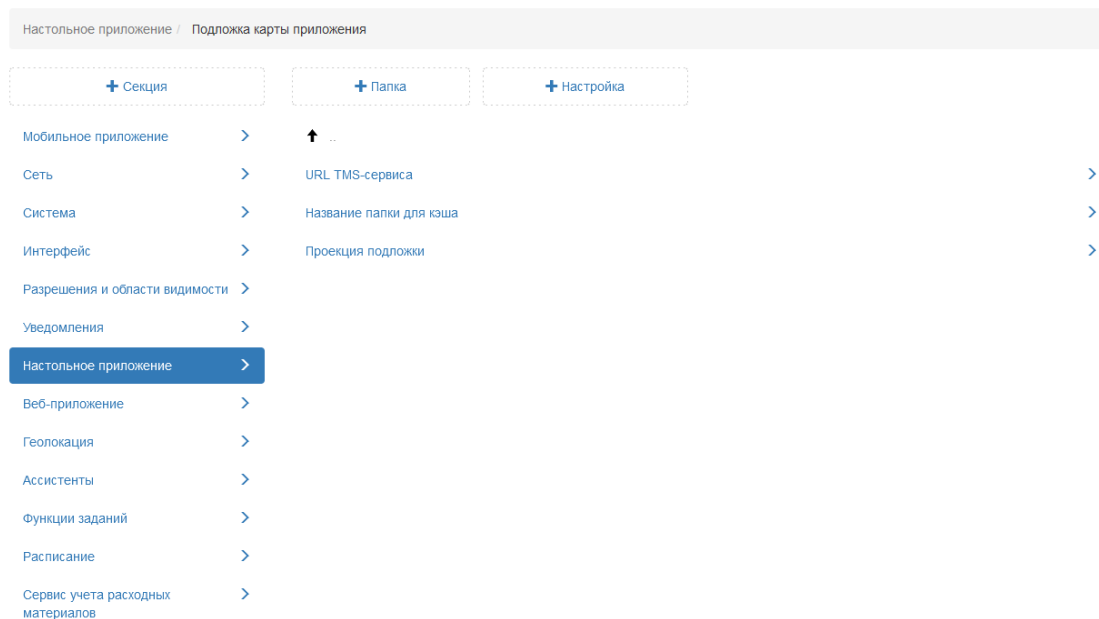 Настольное приложение / Подложка карты приложения
Секция
Папка
Настройка
Мобильное приложение
Сеть
Система
Интерфейс
Разрешения и области видимости
Уведомления
Настольное приложение
Веб-приложение
Геолокация
Ассистенты
Функции заданий
Расписание
Сервис учета расходных
материалов
..
URL TMS-сервиса
Название папки для кэша
Проекция подложки